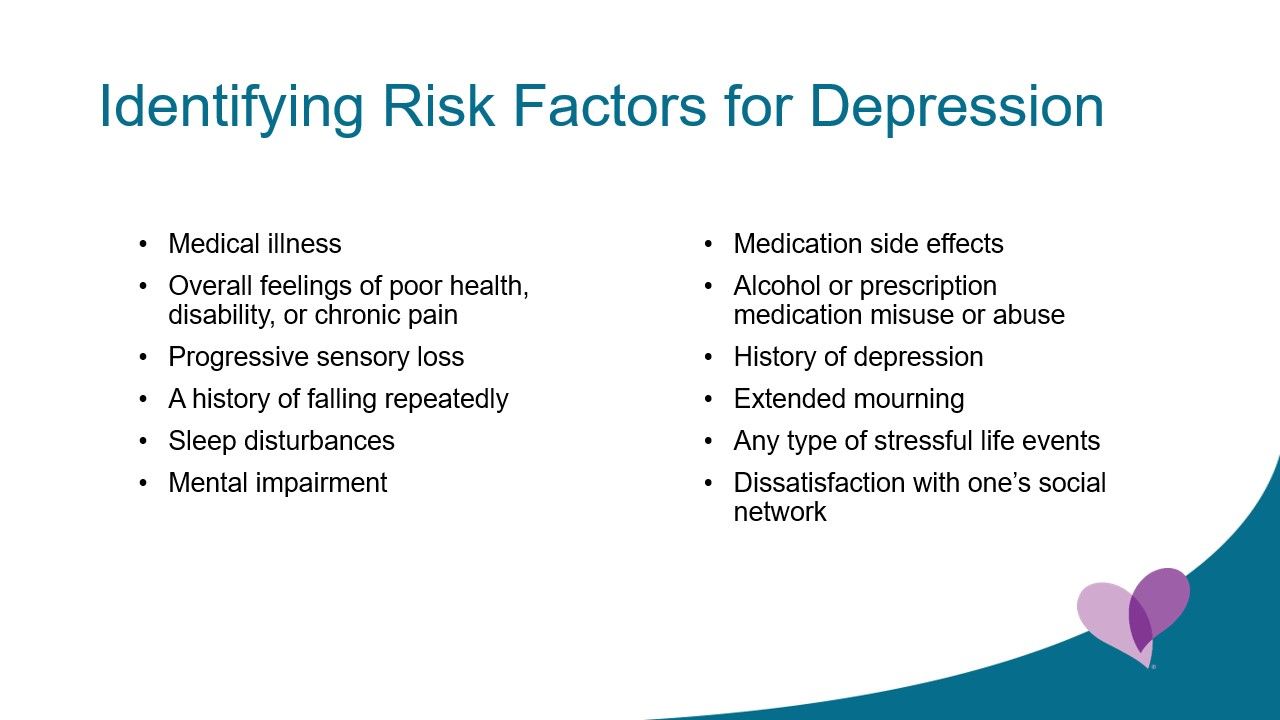 Identifying Risk Factors for Depression
• Medical illness
• Overall feelings of poor health,
disability, or chronic pain
• Progressive sensory loss
• A history of falling repeatedly
• Sleep disturbances
• Mental impairment
• Medication side effects
• Alcohol or prescription
medication misuse or abuse
• History of depression
• Extended mourning
• Any type of stressful life events
• Dissatisfaction with one’s social
network
®